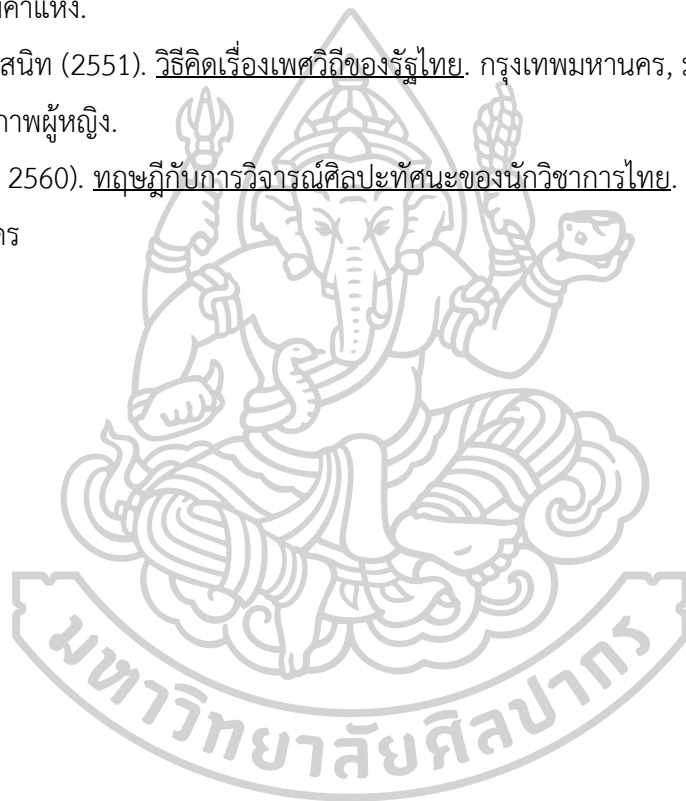 มคำแหง.
สนิท (2551). วิธีคิดเรื่องเพศวิถีของรัฐไทย. กรุงเทพมหานคร,
ภาพผู้หญิง.
2560). ทฤษฎีกับการวิจารณ์ศิลปะทัศนะของนักวิชาการไทย.
กร
มหาวิทยาลัยศิลปากร